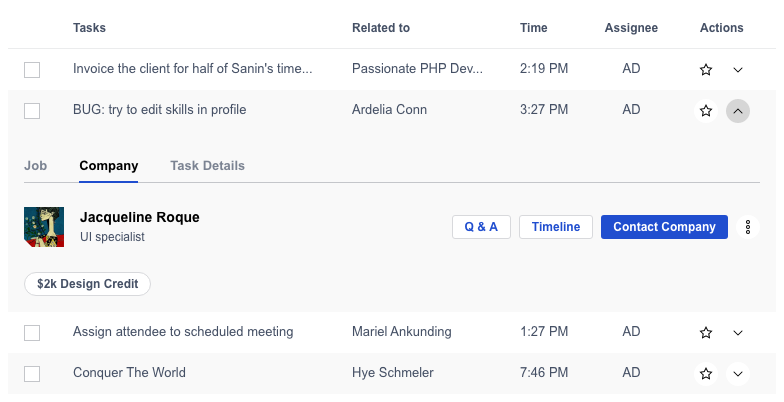 Tasks Related to Time Assignee Actions
Invoice the client for half of Sanin's time... Passionate PHP Dev... 2:19 PM AD
BUG: try to edit skills in profile Ardelia Conn 3:27 PM AD
Job Company Task Details
Jacqueline Roque
UI specialist
Q & A Timeline Contact Company
$2k Design Credit
Assign attendee to scheduled meeting Mariel Ankunding 1:27 PM AD
Conquer The World Hye Schmeler 7:46 PM AD